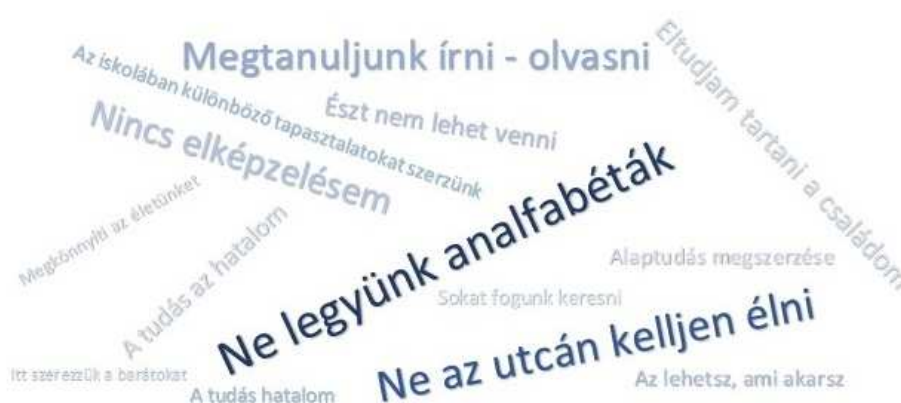 Megtanuljunk írni - olvasni
Eltudjam tartani a családom
Az iskolában különböző tapasztalatokat szerzünk
Észt nem lehet venni
Nincs elképzelésem
Ne legyünk analfabéták
Megkönnyíti az életünket
A tudás az hatalom
Alaptudás megszerzése
Sokat fogunk keresni
Ne az utcán kelljen élni
Itt szerezzük a barátokat
A tudás hatalom
Az lehetsz, ami akarsz